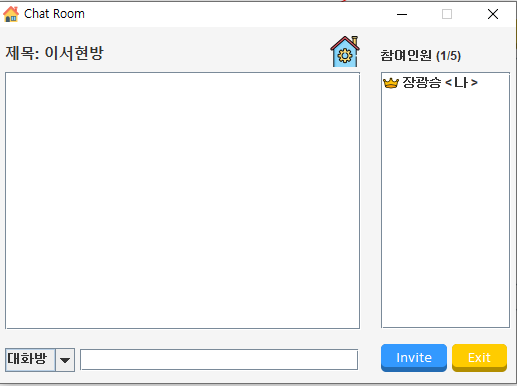 Chat Room
제목: 이서현방
참여인원 (1/5)
장광승 < 나 >
대화방
Invite
Exit